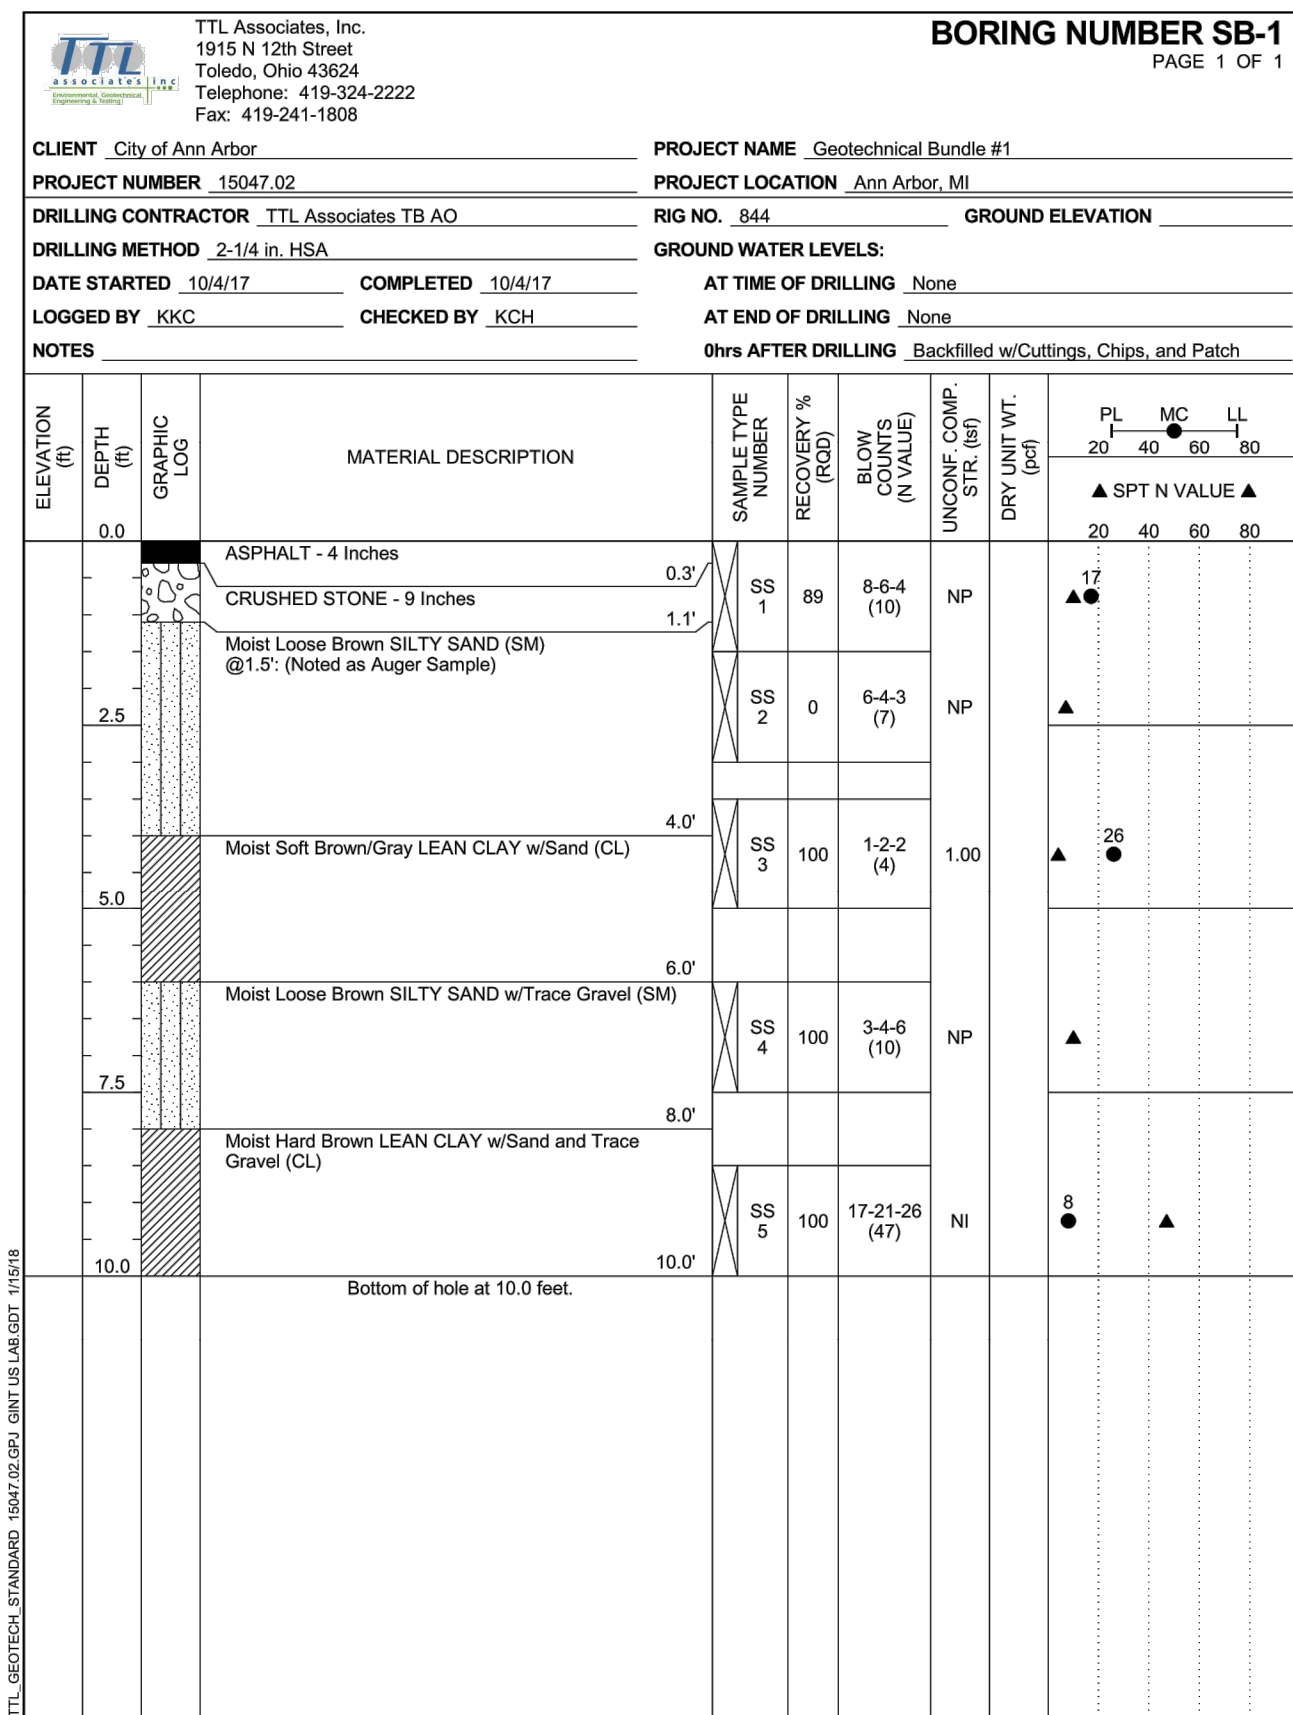 TTL
associates inc
Environmental, Geotechnical,
Engineering & Testing
TTL Associates, Inc.
1915 N 12th Street
Toledo, Ohio 43624
Telephone: 419-324-2222
Fax: 419-241-1808
BORING NUMBER SB-1
PAGE 1 OF 1
CLIENT City of Ann Arbor
PROJECT NAME Geotechnical Bundle #1
PROJECT NUMBER 15047.02
PROJECT LOCATION Ann Arbor, MI
DRILLING CONTRACTOR TTL Associates TB AO
RIG NO. 844 GROUND ELEVATION
DRILLING METHOD 2-1/4 in. HSA
GROUND WATER LEVELS:
DATE STARTED 10/4/17 COMPLETED 10/4/17
AT TIME OF DRILLING None
LOGGED BY KKC CHECKED BY KCH
AT END OF DRILLING None
NOTES
0hrs AFTER DRILLING Backfilled w/Cuttings, Chips, and Patch
ELEVATION
(ft)
DEPTH
(ft)
GRAPHIC
LOG
MATERIAL DESCRIPTION
SAMPLE TYPE
NUMBER
RECOVERY %
(RQD)
BLOW
COUNTS
(N VALUE)
UNCONF. COMP.
STR. (tsf)
DRY UNIT WT.
(pcf)
PL MC LL
20 40 60 80
▲ SPT N VALUE ▲
20 40 60 80
0.0
ASPHALT - 4 Inches
0.3'
CRUSHED STONE - 9 Inches
1.1'
SS
1
89
8-6-4
(10)
NP
17
Moist Loose Brown SILTY SAND (SM)
@1.5': (Noted as Auger Sample)
SS
2
0
6-4-3
(7)
NP
2.5
4.0'
Moist Soft Brown/Gray LEAN CLAY w/Sand (CL)
SS
3
100
1-2-2
(4)
1.00
26
5.0
6.0'
Moist Loose Brown SILTY SAND w/Trace Gravel (SM)
SS
4
100
3-4-6
(10)
NP
7.5
8.0'
Moist Hard Brown LEAN CLAY w/Sand and Trace
Gravel (CL)
SS
5
100
17-21-26
(47)
NI
8
10.0
10.0'
Bottom of hole at 10.0 feet.
TTL_GEOTECH_STANDARD 15047.02.GPJ GINT US LAB.GDT 1/15/18